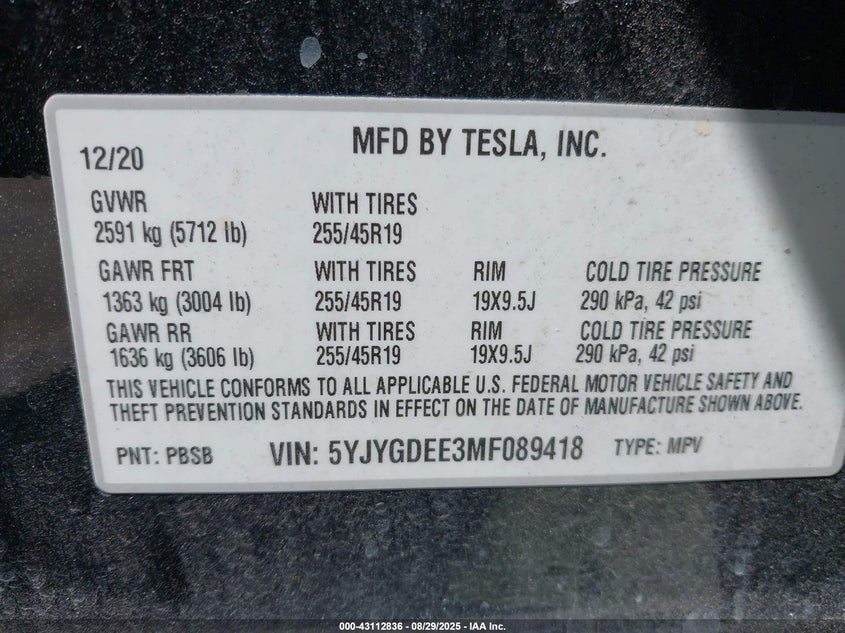 MFD BY TESLA, INC.
12/20
GVWR WITH TIRES
2591 kg (5712 lb) 255/45R19
GAWR FRT WITH TIRES RIM COLD TIRE PRESSURE
1363 kg (3004 lb) 255/45R19 19X9.5J 290 kPa, 42 psi
GAWR RR WITH TIRES RIM COLD TIRE PRESSURE
1636 kg (3606 lb) 255/45R19 19X9.5J 290 kPa, 42 psi
THIS VEHICLE CONFORMS TO ALL APPLICABLE U.S. FEDERAL MOTOR VEHICLE SAFETY AND
THEFT PREVENTION STANDARDS IN EFFECT ON THE DATE OF MANUFACTURE SHOWN ABOVE.
PNT: PBSB VIN: 5YJYGDEE3MF089418 TYPE: MPV
000-43112836 - 08/29/2025 - IAA Inc.